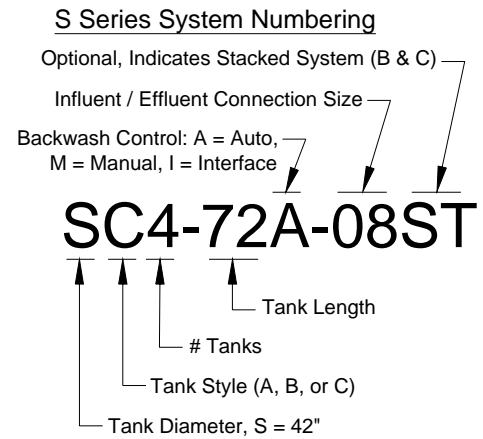 S Series System Numbering
Optional, Indicates Stacked System (B & C)
Influent / Effluent Connection Size
Backwash Control: A = Auto,
M = Manual, I = Interface
SC4-72A-08ST
Tank Length
# Tanks
Tank Style (A, B, or C)
Tank Diameter, S = 42"